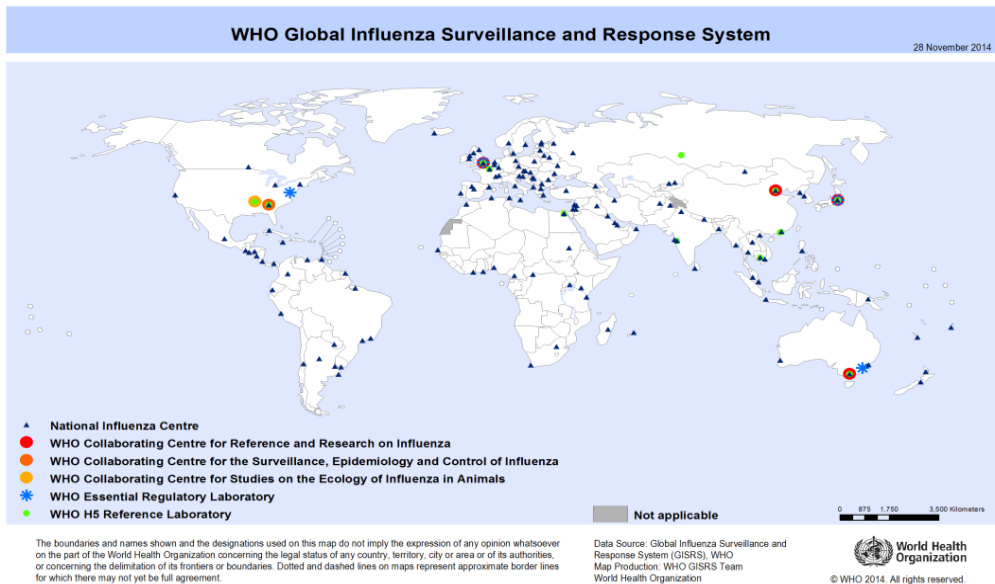 WHO Global Influenza Surveillance and Response System
28 November 2014
National Influenza Centre
WHO Collaborating Centre for Reference and Research on Influenza
WHO Collaborating Centre for the Surveillance, Epidemiology and Control of Influenza
WHO Collaborating Centre for Studies on the Ecology of Influenza in Animals
WHO Essential Regulatory Laboratory
WHO H5 Reference Laboratory
Not applicable
0 875 1,750 3,500 Kilometers
The boundaries and names shown and the designations used on this map do not imply the expression of any opinion whatsoever
on the part of the World Health Organization concerning the legal status of any country, territory, city or area or of its authorities,
or concerning the delimitation of its frontiers or boundaries. Dotted and dashed lines on maps represent approximate border lines
for which there may not yet be full agreement.
Data Source: Global Influenza Surveillance and
Response System (GISRS), WHO
Map Production: WHO GISRS Team
World Health Organization
World Health
Organization
© WHO 2014. All rights reserved.